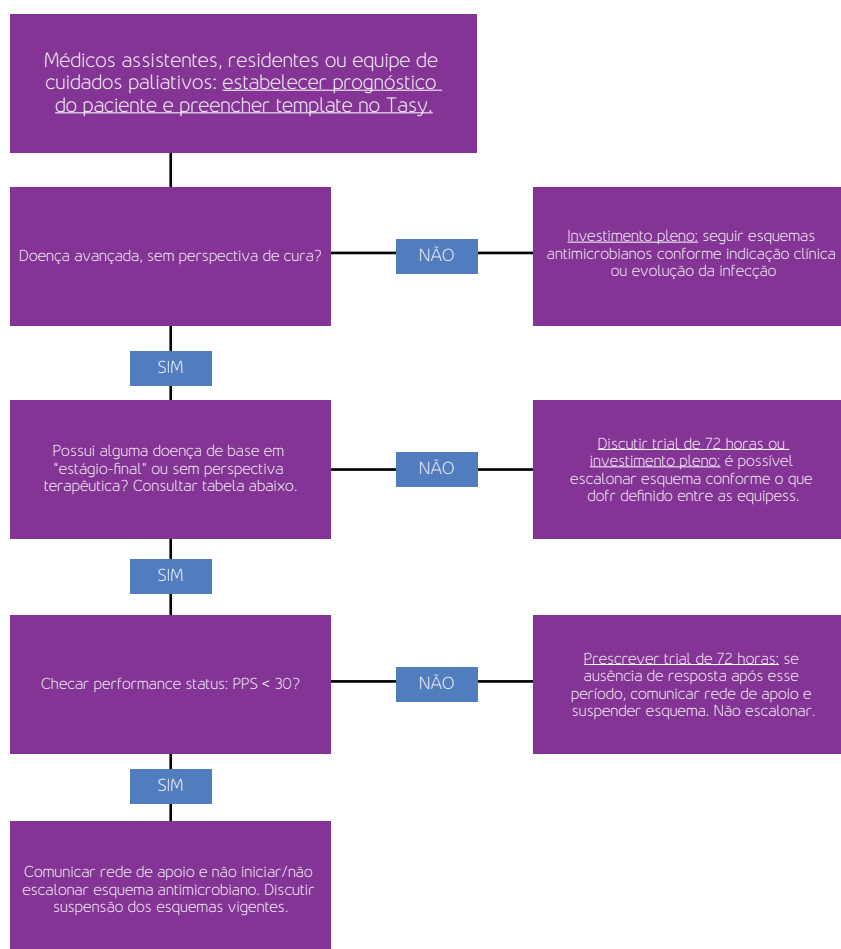 Médicos assistentes, residentes ou equipe de
cuidados paliativos: estabelecer prognóstico
do paciente e preencher template no Tasy.
Doença avançada, sem perspectiva de cura?
NÃO
Investimento pleno: seguir esquemas
antimicrobianos conforme indicação clínica
ou evolução da infecção
SIM
Possui alguma doença de base em
"estágio-final" ou sem perspectiva
terapêutica? Consultar tabela abaixo.
NÃO
Discutir trial de 72 horas ou
investimento pleno: é possível
escalonar esquema conforme o que
dofr definido entre as equipess.
SIM
Checar performance status: PPS < 30?
NÃO
Prescrever trial de 72 horas: se
ausência de resposta após esse
período, comunicar rede de apoio e
suspender esquema. Não escalonar.
SIM
Comunicar rede de apoio e não iniciar/não
escalonar esquema antimicrobiano. Discutir
suspensão dos esquemas vigentes.